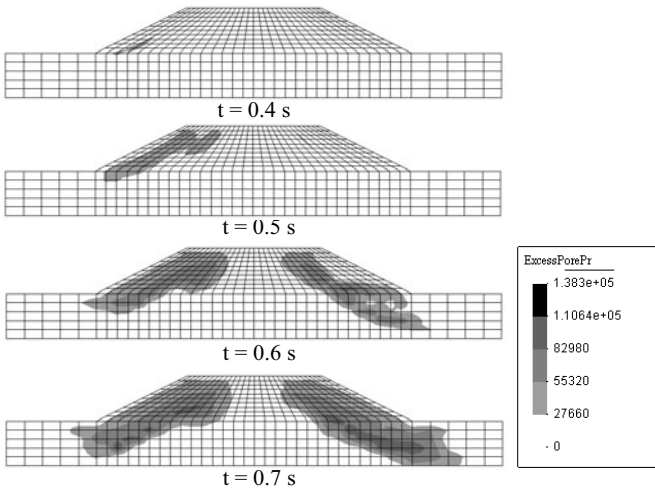 t = 0.4 s
t = 0.5 s
t = 0.6 s
t = 0.7 s
ExcessPorePr
1.383e+05
1.1064e+05
82980
55320
27660
0